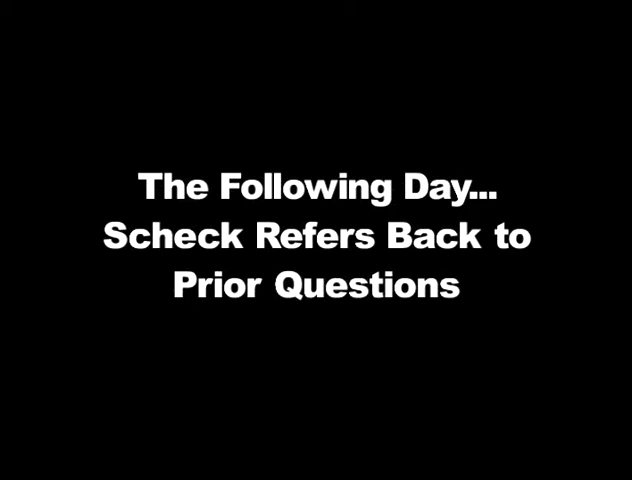 The Following Day...
Scheck Refers Back to
Prior Questions